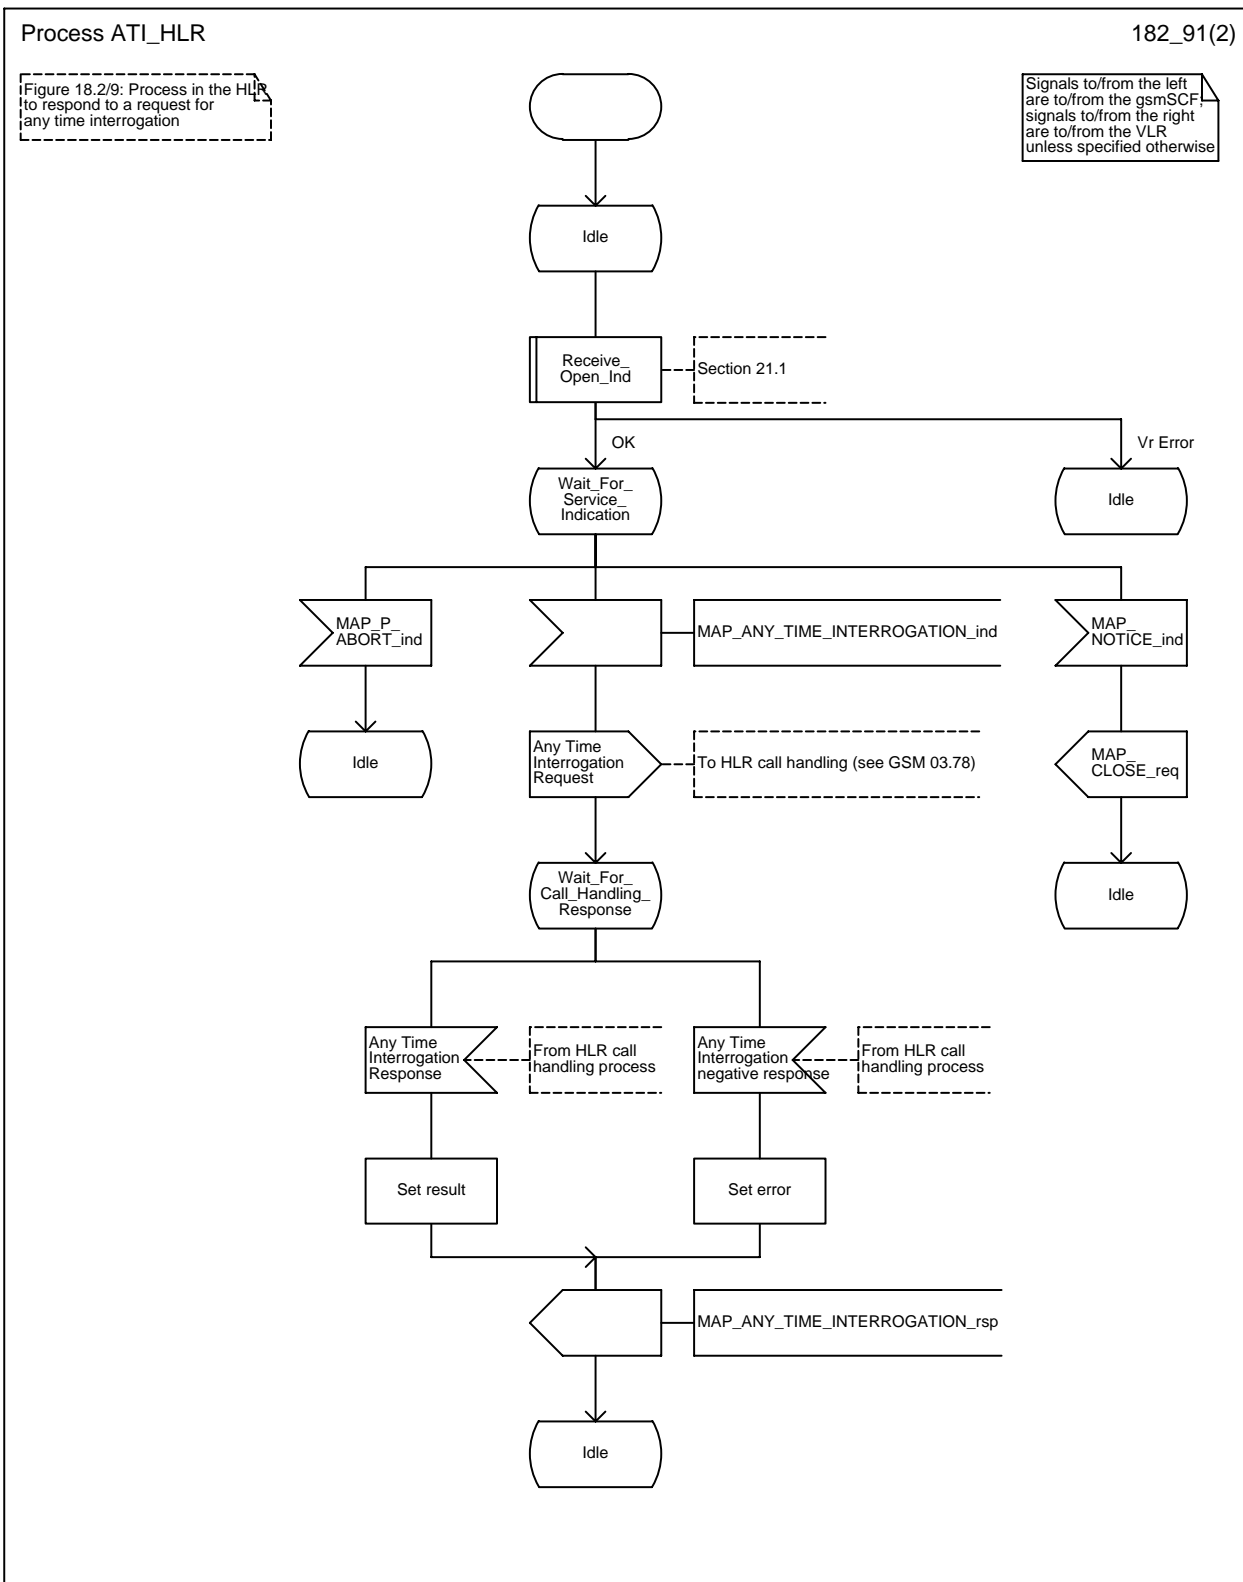 Process ATI_HLR
182_91(2)
Figure 18.2/9: Process in the HLR
to respond to a request for
any time interrogation
Signals to/from the left
are to/from the gsmSCF;
signals to/from the right
are to/from the VLR
unless specified otherwise
Idle
Receive_
Open_Ind
Section 21.1
OK
Vr Error
Wait_For_
Service_
Indication
Idle
MAP_P_
ABORT_ind
MAP_ANY_TIME_INTERROGATION_ind
MAP_
NOTICE_ind
Idle
Any Time
Interrogation
Request
To HLR call handling (see GSM 03.78)
MAP_
CLOSE_req
Wait_For_
Call_Handling_
Response
Idle
Any Time
Interrogation
Response
From HLR call
handling process
Any Time
Interrogation
negative response
From HLR call
handling process
Set result
Set error
MAP_ANY_TIME_INTERROGATION_rsp
Idle